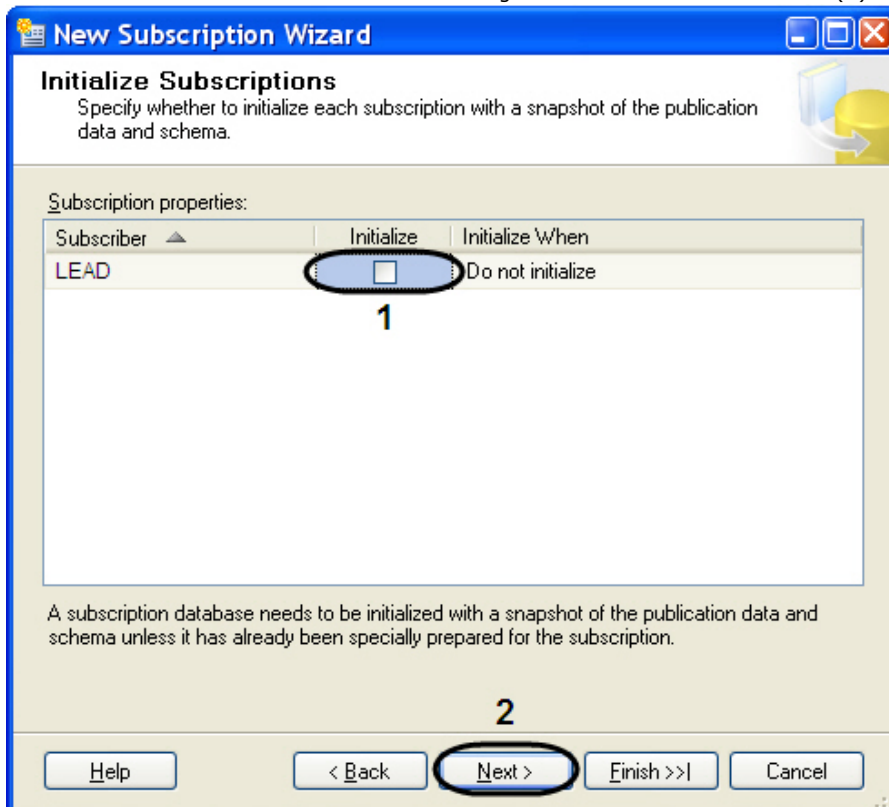 New Subscription Wizard
Initialize Subscriptions
Specify whether to initialize each subscription with a snapshot of the publication
data and schema.
Subscription properties:
Subscriber Initialize Initialize When
LEAD Do not initialize
1
A subscription database needs to be initialized with a snapshot of the publication data and
schema unless it has already been specially prepared for the subscription.
2
Help < Back Next > Finish >>| Cancel